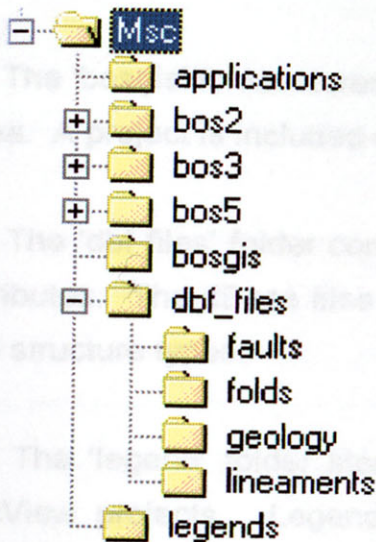 Msc
applications
bos2
bos3
bos5
bosgis
dbf_files
faults
folds
geology
lineaments
legends